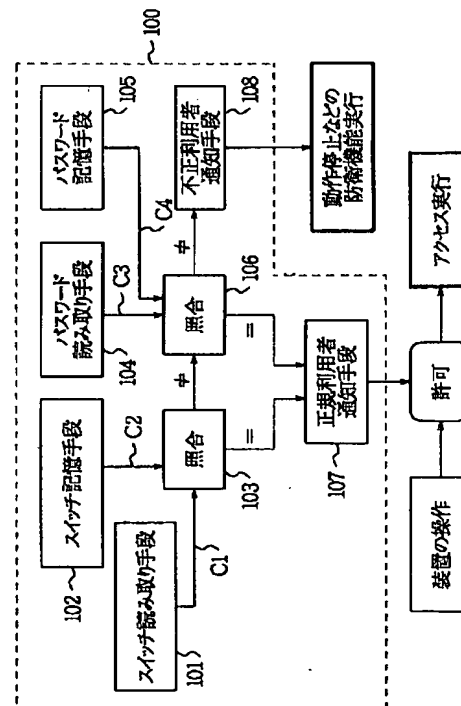 100
スイッチ記憶手段
102
パスワード
読み取り手段
104
パスワード
記憶手段
105
C2
C3
C4
スイッチ読み取り手段
101
C1
照合
103
≠
照合
106
≠
不正利用者
通知手段
108
=
=
正規利用者
通知手段
107
動作停止などの
防衛機能実行
装置の操作
許可
アクセス実行